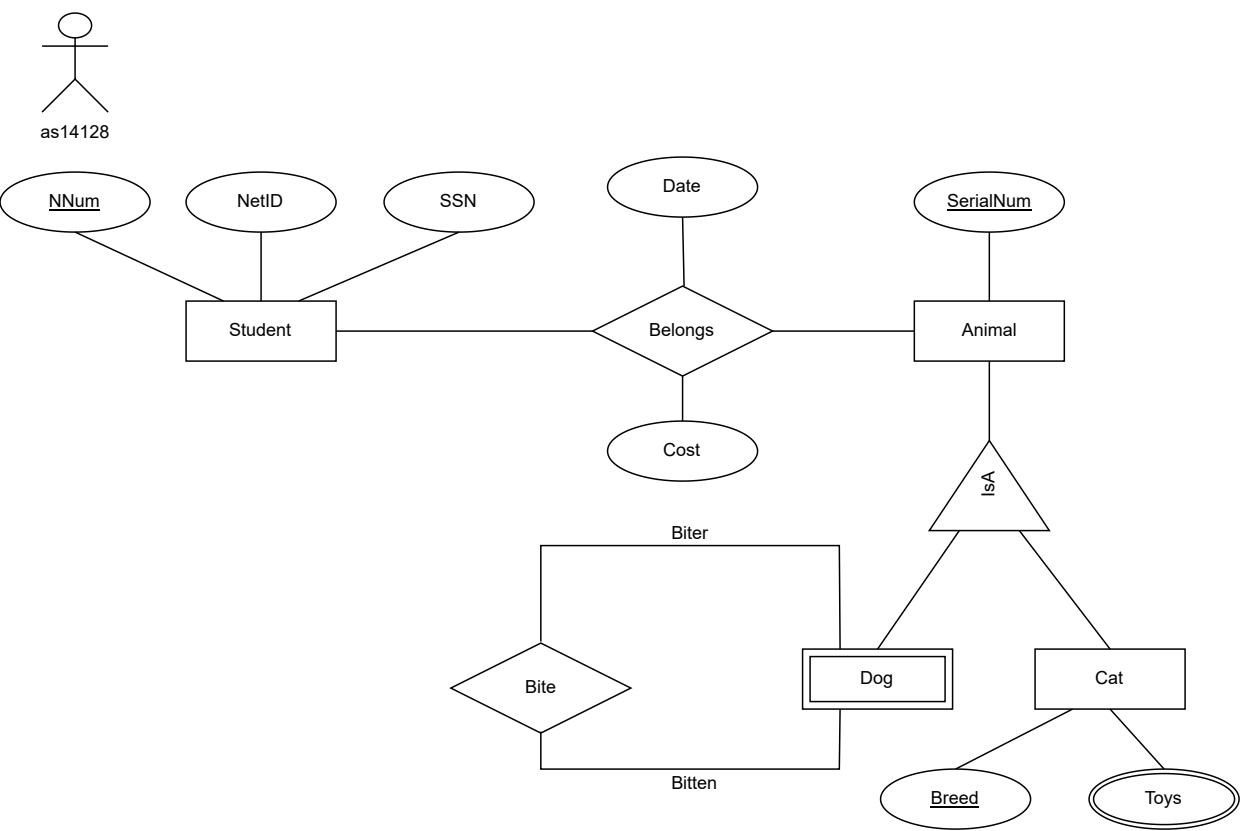 as14128
NNum
NetID
SSN
Date
SerialNum
Student
Belongs
Animal
Cost
IsA
Biter
Bite
Dog
Cat
Bitten
Breed
Toys